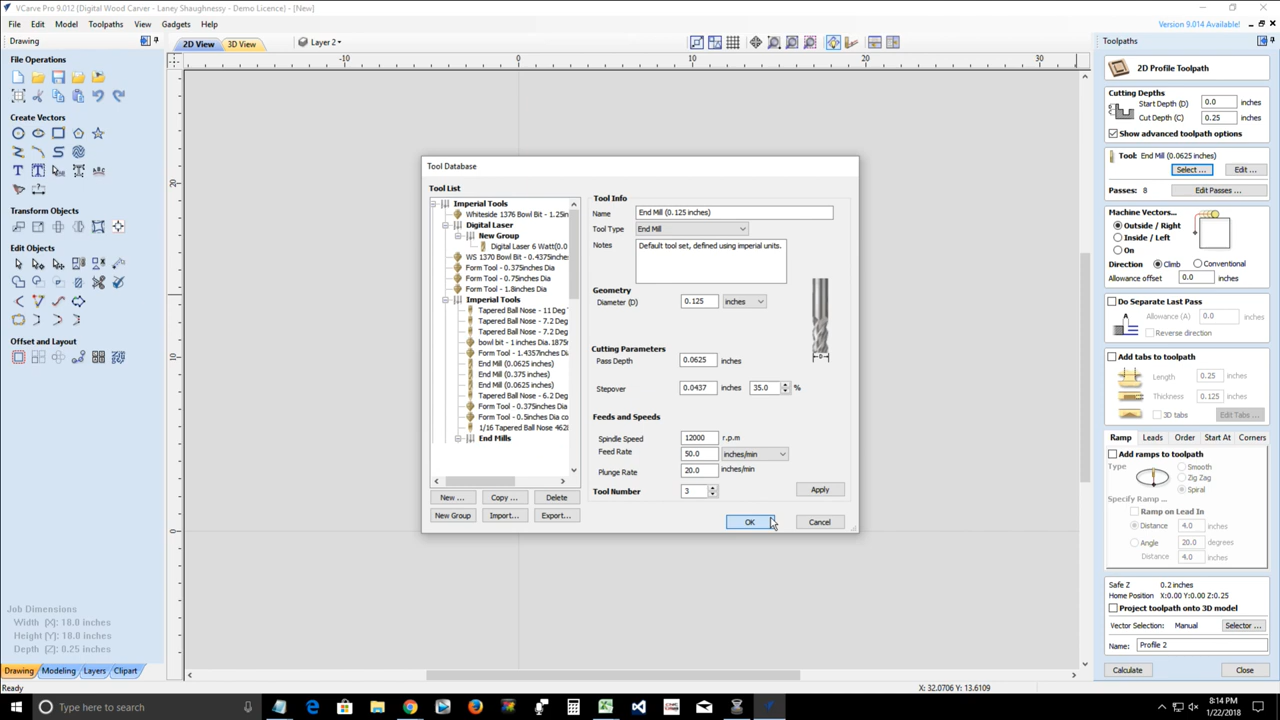 VCarve Pro 9.012 {Digital Wood Carver - Laney Shaughnessy - Demo Licence} - [New]
File Edit Model Toolpaths View Gadgets Help
Version 9.014 Available!
Drawing
2D View 3D View Layer 2
Toolpaths
File Operations
Create Vectors
Transform Objects
Edit Objects
Offset and Layout
Job Dimensions
Width (X): 18.0 inches
Height (Y): 18.0 inches
Depth (Z): 0.25 inches
Drawing Modeling Layers Clipart
Ready
X: 32.0706 Y: 13.6109
-10 0 10 20 30
20
10
0
Tool Database
Tool List
Imperial Tools
Whiteside 1376 Bowl Bit - 1.25in
Digital Laser
New Group
Digital Laser 6 Watt(0.0
WS 1370 Bowl Bit - 0.4375inches
Form Tool - 0.375inches Dia
Form Tool - 0.75inches Dia
Form Tool - 1.8inches Dia
Imperial Tools
Tapered Ball Nose - 11 Deg
Tapered Ball Nose - 7.2 Deg
Tapered Ball Nose - 7.2 Deg
bowl bit - 1 inches Dia. 1875r
Form Tool - 1.4357inches Dia
End Mill (0.0625 inches)
End Mill (0.375 inches)
End Mill (0.0625 inches)
Tapered Ball Nose - 6.2 Deg
Form Tool - 0.375inches Dia
Form Tool - 0.5inches Dia co
1/16 Tapered Ball Nose 462
End Mills
New ... Copy ... Delete
New Group Import... Export...
Tool Info
Name End Mill (0.125 inches)
Tool Type End Mill
Notes Default tool set, defined using imperial units.
Geometry
Diameter (D) 0.125 inches
D
Cutting Parameters
Pass Depth 0.0625 inches
Stepover 0.0437 inches 35.0 %
Feeds and Speeds
Spindle Speed 12000 r.p.m
Feed Rate 50.0 inches/min
Plunge Rate 20.0 inches/min
Tool Number 3 Apply
OK Cancel
2D Profile Toolpath
Cutting Depths
Start Depth (D) 0.0 inches
Cut Depth (C) 0.25 inches
Show advanced toolpath options
Tool: End Mill (0.0625 inches)
Select ... Edit ...
Passes: 8 Edit Passes ...
Machine Vectors...
Outside / Right
Inside / Left
On
Direction Climb Conventional
Allowance offset 0.0 inches
Do Separate Last Pass
Allowance (A) 0.0 inches
Reverse direction
Add tabs to toolpath
Length 0.25 inches
Thickness 0.125 inches
3D tabs Edit Tabs ...
Ramp Leads Order Start At Corners
Add ramps to toolpath
Type Smooth
Zig Zag
Spiral
Specify Ramp ...
Ramp on Lead In
Distance 4.0 inches
Angle 20.0 degrees
Distance 4.0 inches
Safe Z 0.2 inches
Home Position X:0.00 Y:0.00 Z:0.25
Project toolpath onto 3D model
Vector Selection: Manual Selector ...
Name: Profile 2
Calculate Close
Type here to search
8:14 PM
1/22/2018